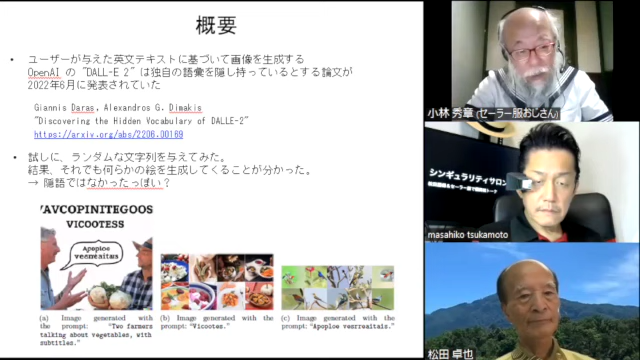 概要
• ユーザーが与えた英文テキストに基づいて画像を生成する
OpenAI の “DALL-E 2” は独自の語彙を隠し持っているとする論文が
2022年6月に発表されていた
Giannis Daras, Alexandros G. Dimakis
"Discovering the Hidden Vocabulary of DALLE-2"
https://arxiv.org/abs/2206.00169
• 試しに、ランダムな文字列を与えてみた。
結果、それでも何らかの絵を生成してくることが分かった。
→ 隠語ではなかったっぽい？
/AVCOPINITEGOOS
VICOOTESS
Apoploe
vesrreaitais
(a) Image generated with
the prompt: "Two farmers
talking about vegetables, with
subtitles."
(b) Image generated with the
prompt: "Vicootes."
(c) Image generated with the
prompt: "Apoploe vesrreaitais."
小林 秀章 (セーラー服おじさん)
シンギュラリティサロン
masahiko tsukamoto
松田 卓也